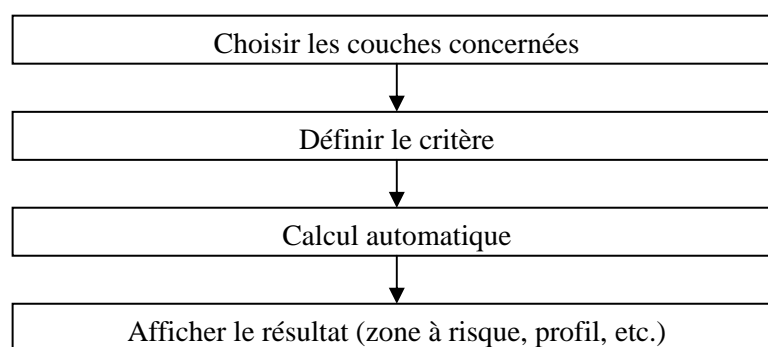 Choisir les couches concernées
Définir le critère
Calcul automatique
Afficher le résultat (zone à risque, profil, etc.)